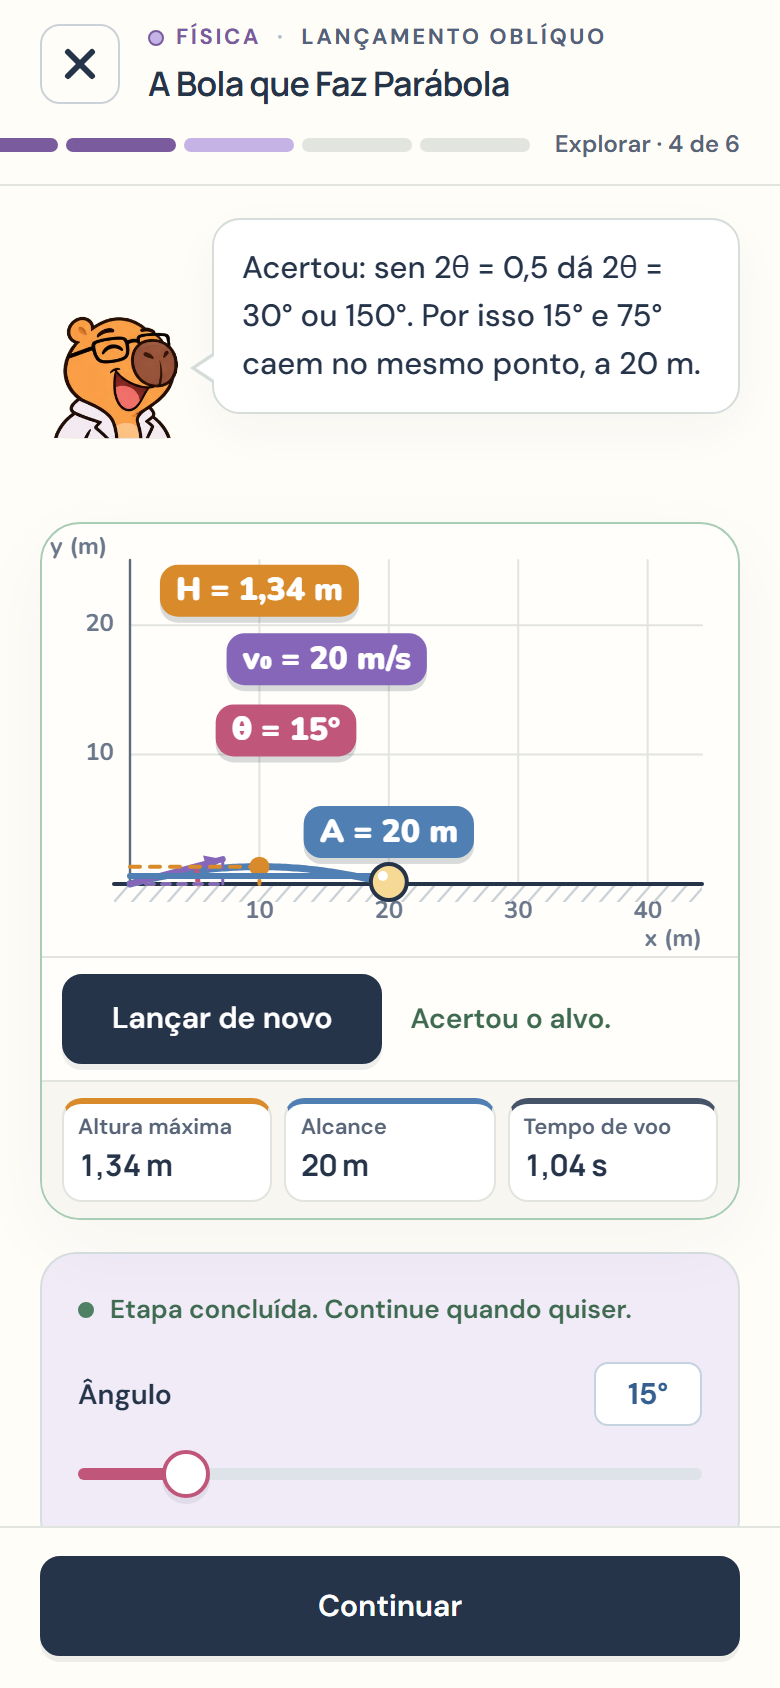 FÍSICA · LANÇAMENTO OBLÍQUO
A Bola que Faz Parábola
Explorar · 4 de 6
Acertou: sen 2θ = 0,5 dá 2θ =
30° ou 150°. Por isso 15° e 75°
caem no mesmo ponto, a 20 m.
y (m)
H = 1,34 m
20
v₀ = 20 m/s
θ = 15°
10
A = 20 m
10 20 30 40
x (m)
Lançar de novo
Acertou o alvo.
Altura máxima
1,34 m
Alcance
20 m
Tempo de voo
1,04 s
Etapa concluída. Continue quando quiser.
Ângulo
15°
Continuar